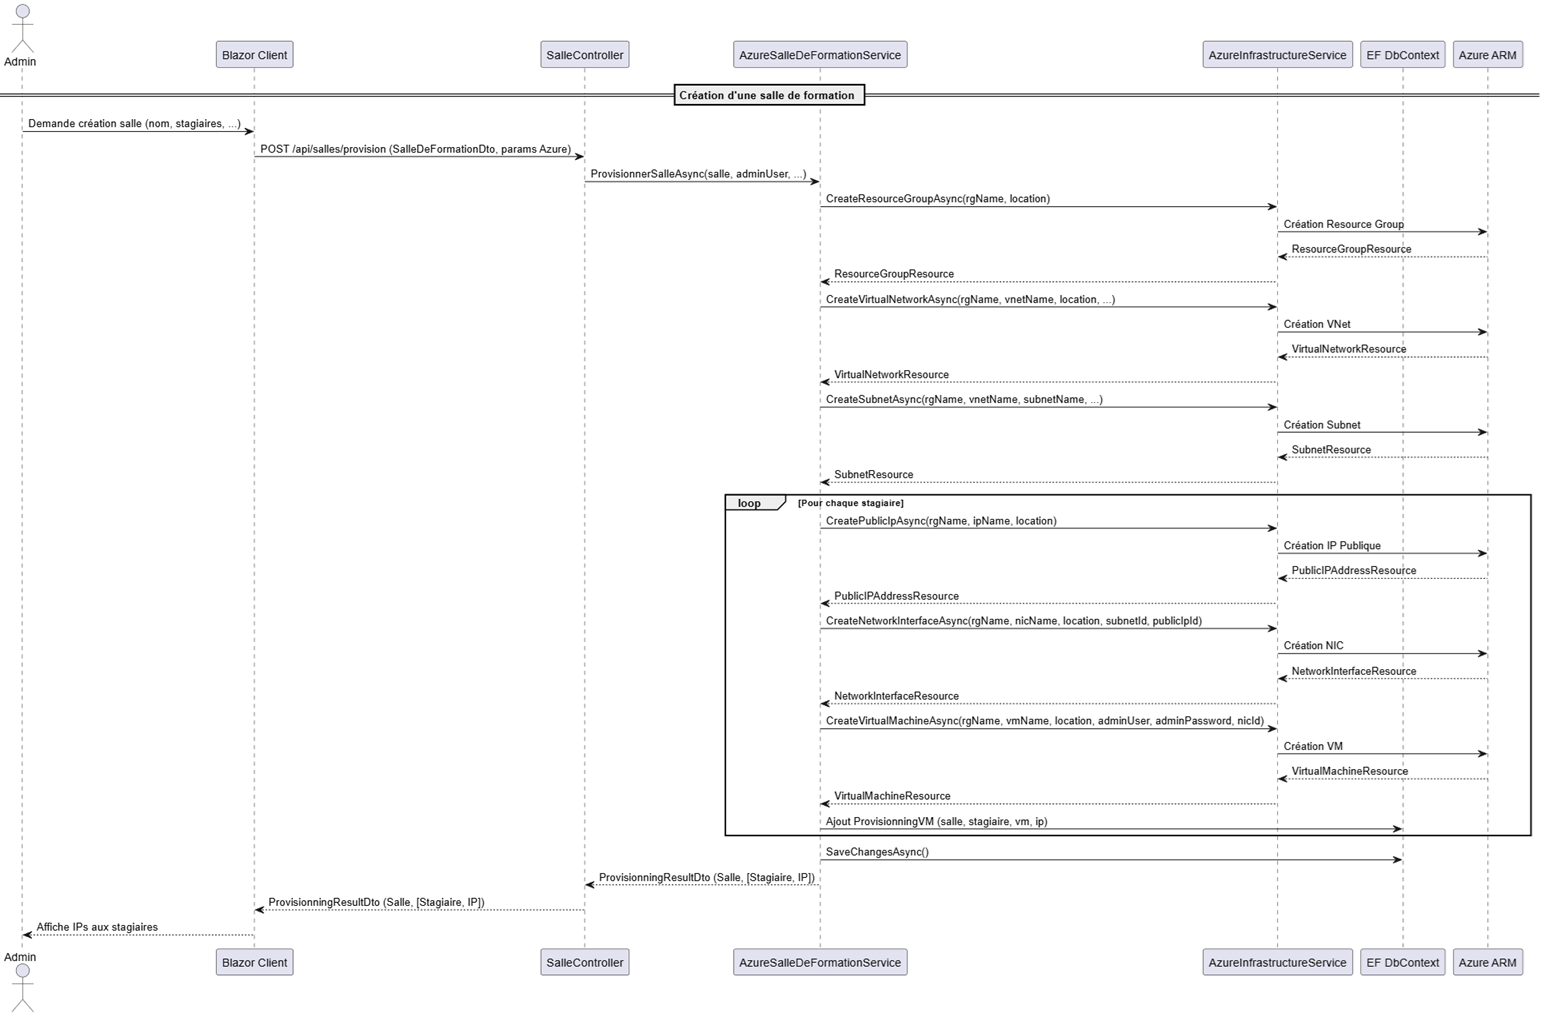 Admin
Blazor Client
SalleController
AzureSalleDeFormationService
AzureInfrastructureService
EF DbContext
Azure ARM
Création d'une salle de formation
Demande création salle (nom, stagiaires, ...)
POST /api/salles/provision (SalleDeFormationDto, params Azure)
ProvisionnerSalleAsync(salle, adminUser, ...)
CreateResourceGroupAsync(rgName, location)
Création Resource Group
ResourceGroupResource
ResourceGroupResource
CreateVirtualNetworkAsync(rgName, vnetName, location, ...)
Création VNet
VirtualNetworkResource
VirtualNetworkResource
CreateSubnetAsync(rgName, vnetName, subnetName, ...)
Création Subnet
SubnetResource
SubnetResource
loop
[Pour chaque stagiaire]
CreatePublicIpAsync(rgName, ipName, location)
Création IP Publique
PublicIPAddressResource
PublicIPAddressResource
CreateNetworkInterfaceAsync(rgName, nicName, location, subnetId, publicIpId)
Création NIC
NetworkInterfaceResource
NetworkInterfaceResource
CreateVirtualMachineAsync(rgName, vmName, location, adminUser, adminPassword, nicId)
Création VM
VirtualMachineResource
VirtualMachineResource
Ajout ProvisionningVM (salle, stagiaire, vm, ip)
SaveChangesAsync()
ProvisionningResultDto (Salle, [Stagiaire, IP])
ProvisionningResultDto (Salle, [Stagiaire, IP])
Affiche IPs aux stagiaires
Admin
Blazor Client
SalleController
AzureSalleDeFormationService
AzureInfrastructureService
EF DbContext
Azure ARM